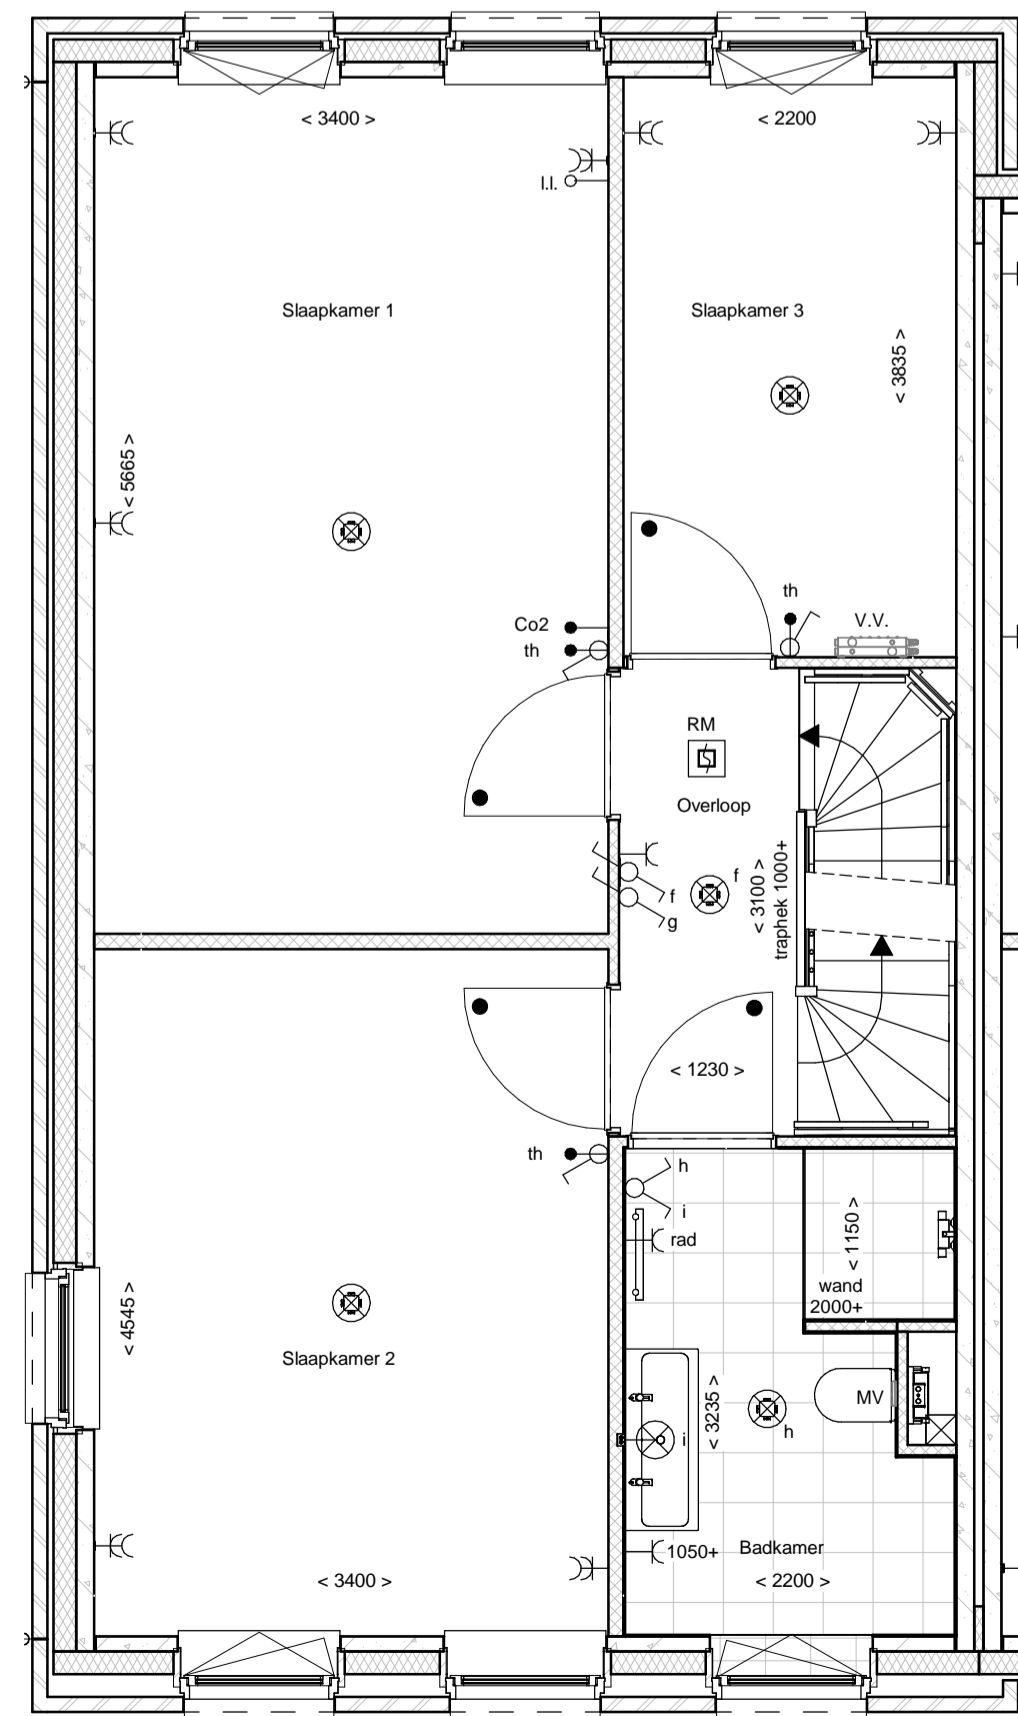 < 3400 >
< 2200
I.I.
Slaapkamer 1
Slaapkamer 3
< 3835 >
< 5665 >
th
Co2
V.V.
th
RM
Overloop
< 3100 >
traphek 1000+
f
f
g
< 1230 >
th
h
i
rad
< 1150 >
wand
2000+
< 4545 >
Slaapkamer 2
< 3235 >
MV
h
i
1050+
Badkamer
< 3400 >
< 2200 >